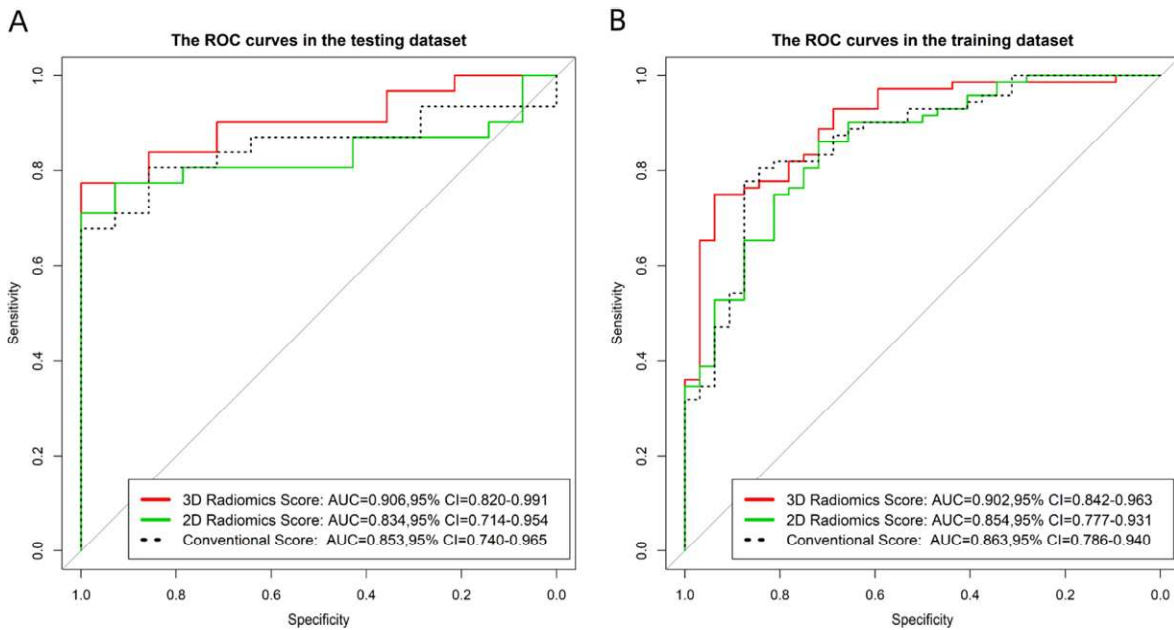 A
The ROC curves in the testing dataset
Sensitivity
1.0
0.8
0.6
0.4
0.2
0.0
3D Radiomics Score: AUC=0.906,95% CI=0.820-0.991
2D Radiomics Score: AUC=0.834,95% CI=0.714-0.954
Conventional Score: AUC=0.853,95% CI=0.740-0.965
1.0 0.8 0.6 0.4 0.2 0.0
Specificity
B
The ROC curves in the training dataset
Sensitivity
1.0
0.8
0.6
0.4
0.2
0.0
3D Radiomics Score: AUC=0.902,95% CI=0.842-0.963
2D Radiomics Score: AUC=0.854,95% CI=0.777-0.931
Conventional Score: AUC=0.863,95% CI=0.786-0.940
1.0 0.8 0.6 0.4 0.2 0.0
Specificity